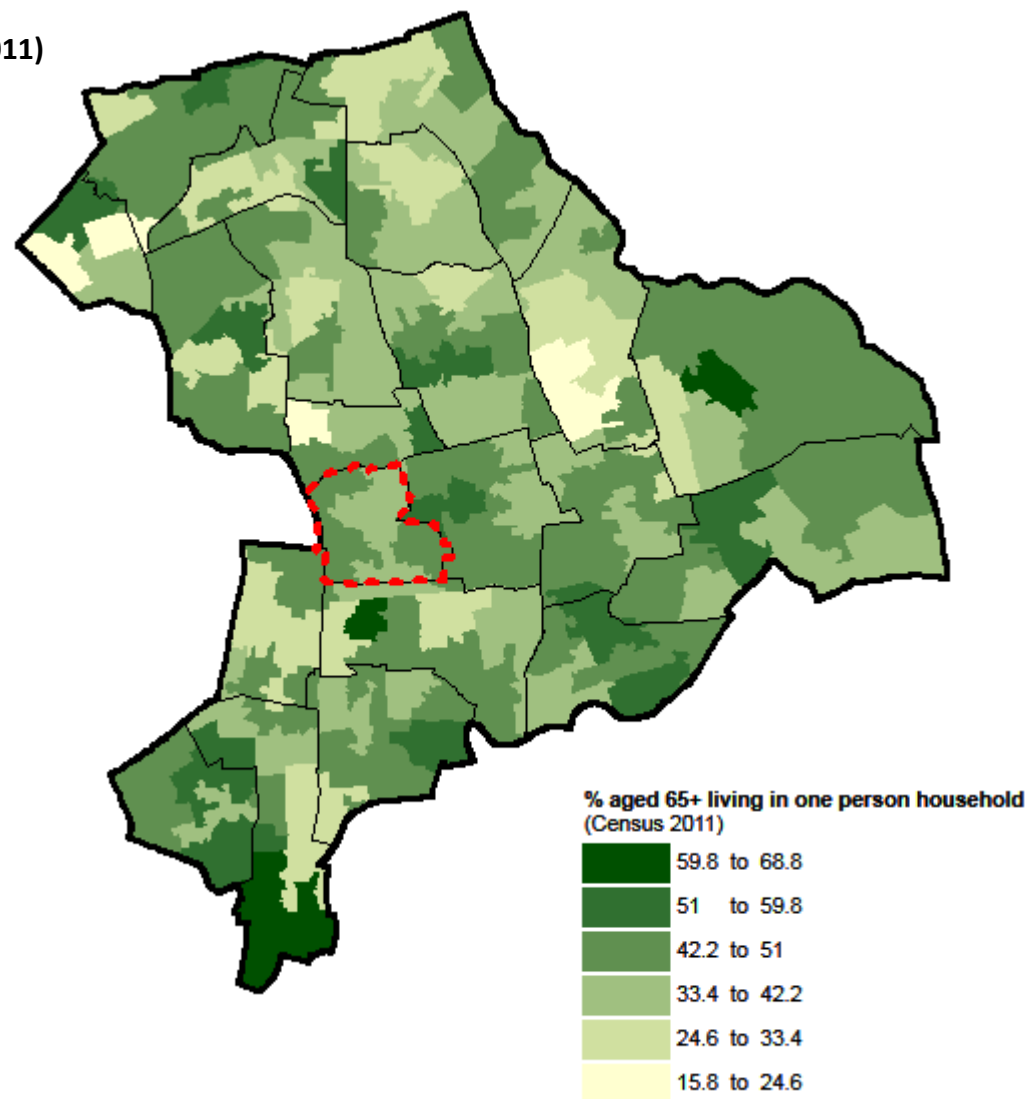 011)
% aged 65+ living in one person household
(Census 2011)
59.8 to 68.8
51 to 59.8
42.2 to 51
33.4 to 42.2
24.6 to 33.4
15.8 to 24.6